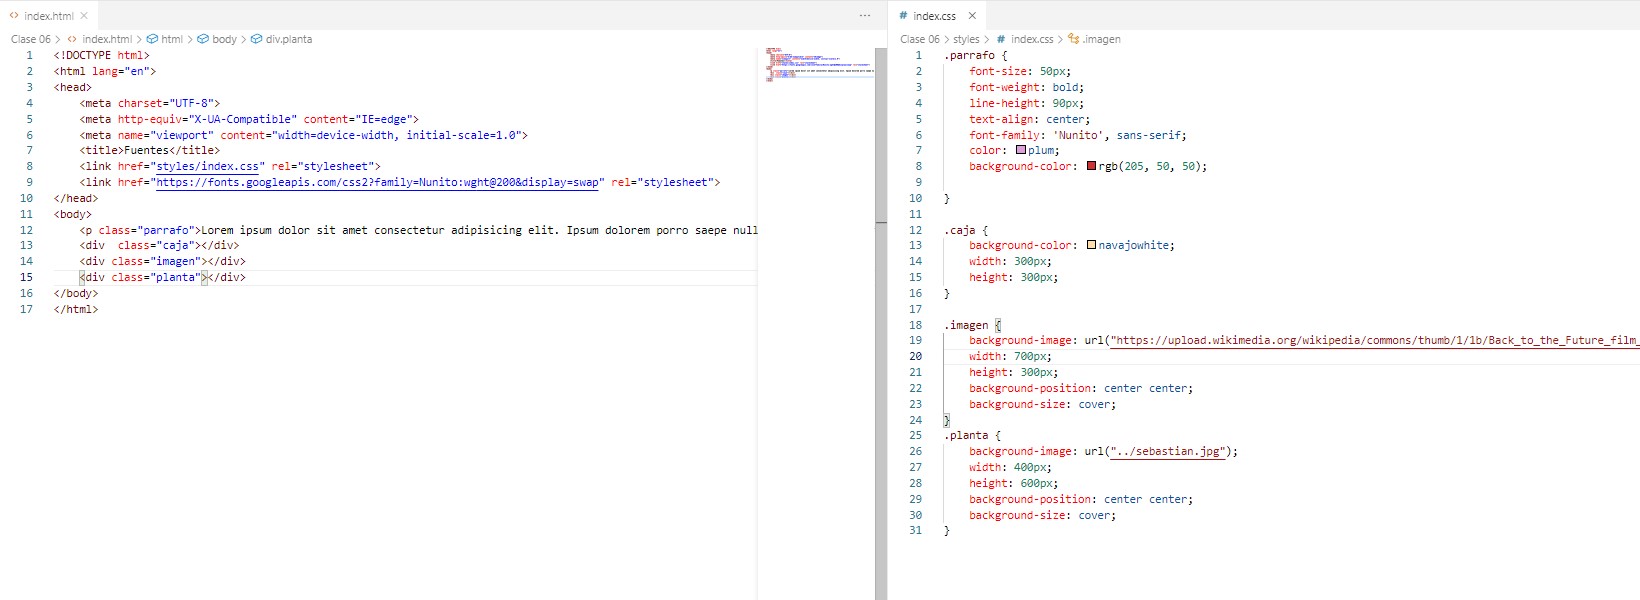 index.html
Clase 06 > index.html > html > body > div.planta
1 <!DOCTYPE html>
2 <html lang="en">
3 <head>
4 <meta charset="UTF-8">
5 <meta http-equiv="X-UA-Compatible" content="IE=edge">
6 <meta name="viewport" content="width=device-width, initial-scale=1.0">
7 <title>Fuentes</title>
8 <link href="styles/index.css" rel="stylesheet">
9 <link href="https://fonts.googleapis.com/css2?family=Nunito:wght@200&display=swap" rel="stylesheet">
10 </head>
11 <body>
12 <p class="parrafo">Lorem ipsum dolor sit amet consectetur adipisicing elit. Ipsum dolorem porro saepe null
13 <div  class="caja"></div>
14 <div class="imagen"></div>
15 <div class="planta"></div>
16 </body>
17 </html>
# index.css
Clase 06 > styles > # index.css > .imagen
1 .parrafo {
2 font-size: 50px;
3 font-weight: bold;
4 line-height: 90px;
5 text-align: center;
6 font-family: 'Nunito', sans-serif;
7 color: plum;
8 background-color: rgb(205, 50, 50);
9
10 }
11
12 .caja {
13 background-color: navajowhite;
14 width: 300px;
15 height: 300px;
16 }
17
18 .imagen {
19 background-image: url("https://upload.wikimedia.org/wikipedia/commons/thumb/1/1b/Back_to_the_Future_film_
20 width: 700px;
21 height: 300px;
22 background-position: center center;
23 background-size: cover;
24 }
25 .planta {
26 background-image: url("../sebastian.jpg");
27 width: 400px;
28 height: 600px;
29 background-position: center center;
30 background-size: cover;
31 }